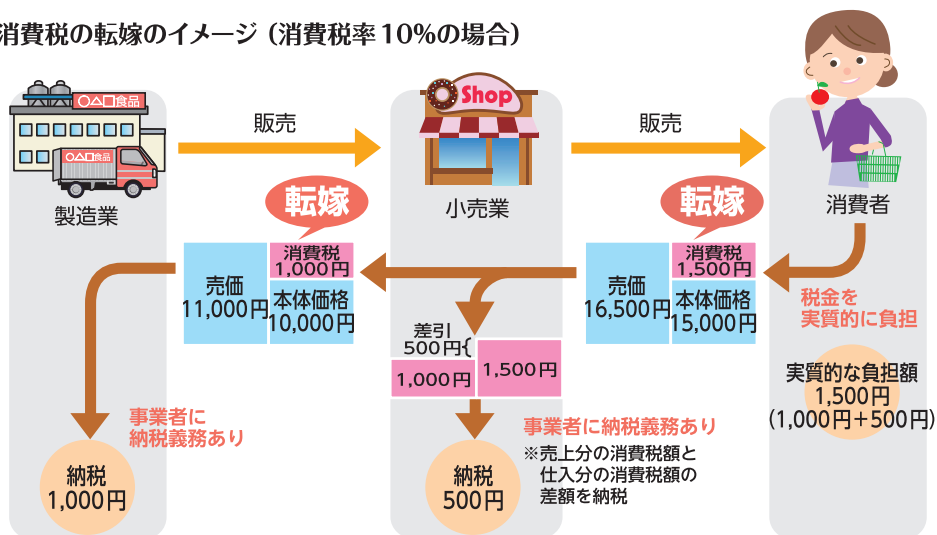 消費税の転嫁のイメージ（消費税率10%の場合）
○△□食品
○△□食品
製造業
販売
Shop
小売業
販売
消費者
転嫁
転嫁
売価
11,000円
消費税
1,000円
本体価格
10,000円
売価
16,500円
消費税
1,500円
本体価格
15,000円
税金を
実質的に負担
差引
500円{
1,000円
1,500円
実質的な負担額
1,500円
(1,000円+500円)
事業者に
納税義務あり
納税
1,000円
納税
500円
事業者に納税義務あり
※売上分の消費税額と
仕入分の消費税額の
差額を納税